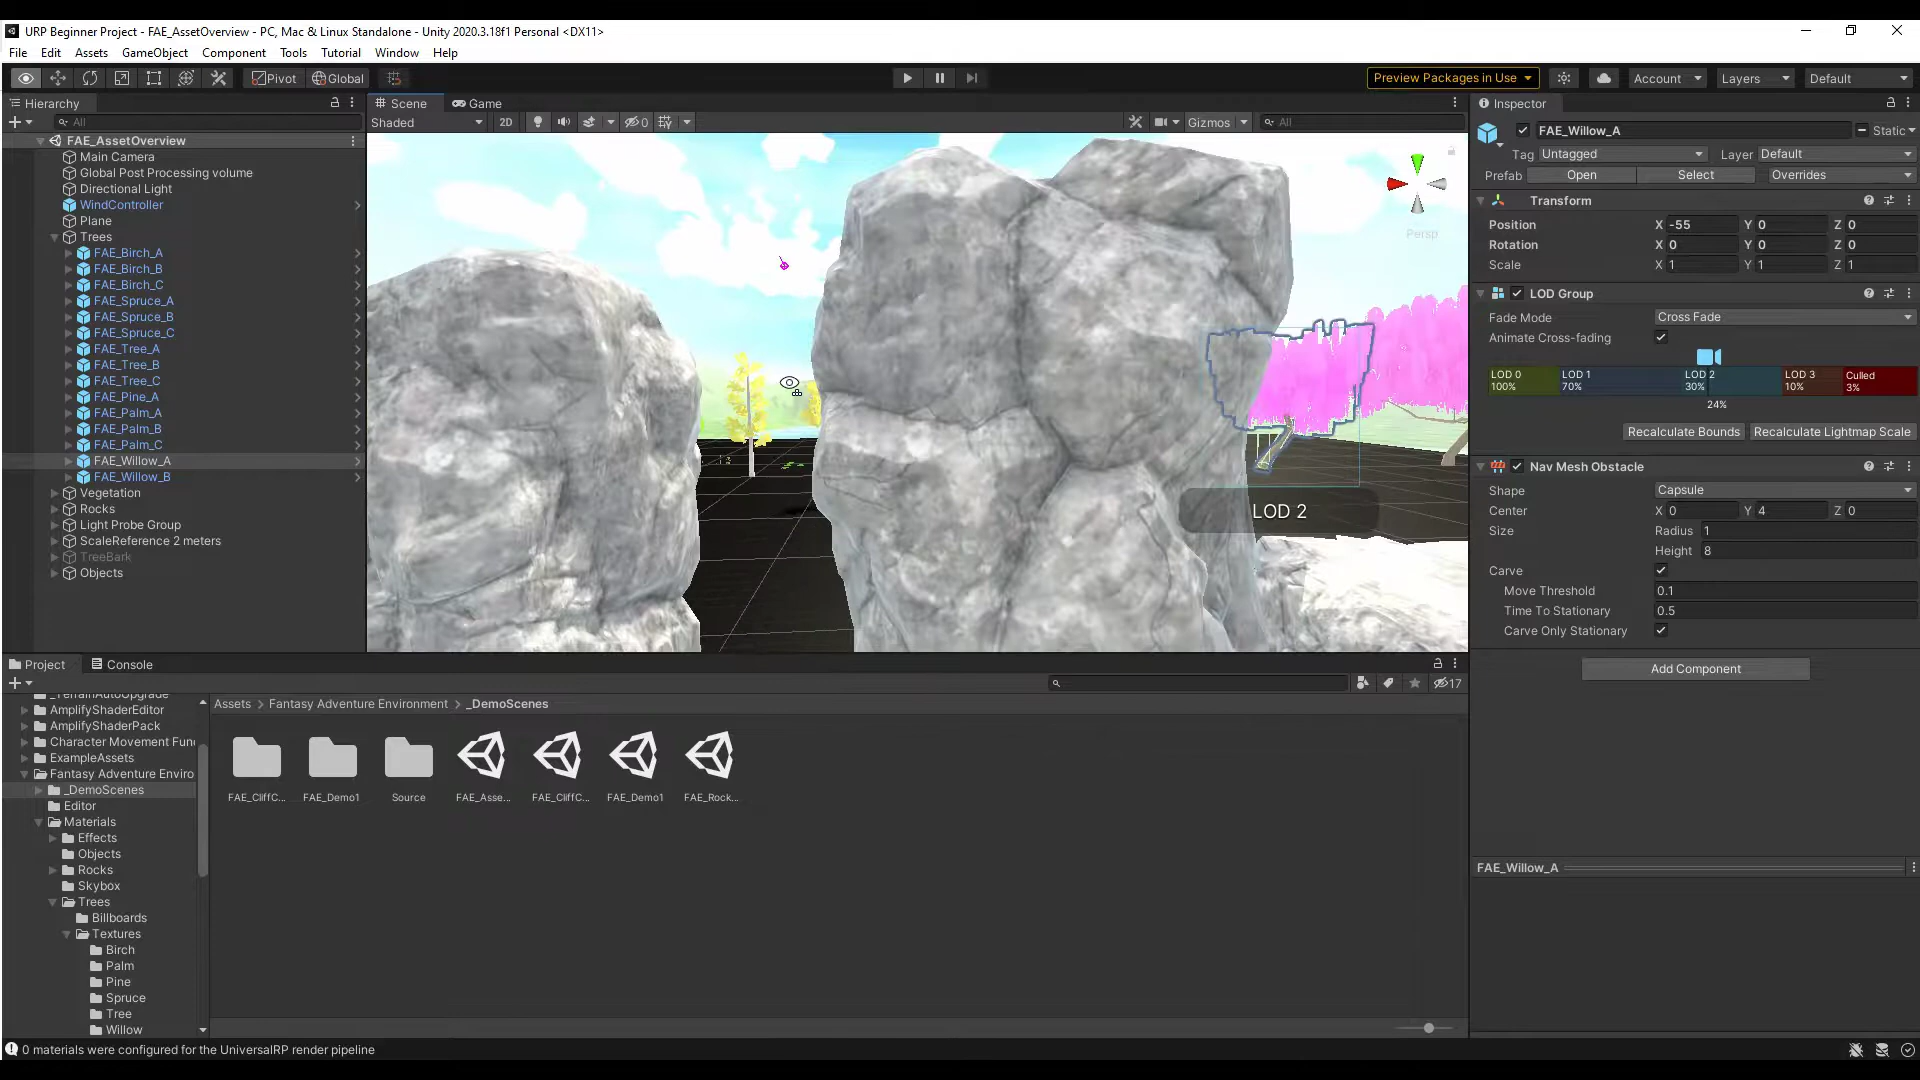 URP Beginner Project - FAE_AssetOverview - PC, Mac & Linux Standalone - Unity 2020.3.18f1 Personal <DX11>
File Edit Assets GameObject Component Tools Tutorial Window Help
Pivot Global Preview Packages in Use Account Layers Default
Hierarchy
All
FAE_AssetOverview
Main Camera
Global Post Processing volume
Directional Light
WindController
Plane
Trees
FAE_Birch_A
FAE_Birch_B
FAE_Birch_C
FAE_Spruce_A
FAE_Spruce_B
FAE_Spruce_C
FAE_Tree_A
FAE_Tree_B
FAE_Tree_C
FAE_Pine_A
FAE_Palm_A
FAE_Palm_B
FAE_Palm_C
FAE_Willow_A
FAE_Willow_B
Vegetation
Rocks
Light Probe Group
ScaleReference 2 meters
TreeBark
Objects
Scene Game
Shaded 2D 0 Gizmos All
Persp
LOD 2
Inspector
FAE_Willow_A Static
Tag Untagged Layer Default
Prefab Open Select Overrides
Transform
Position X -55 Y 0 Z 0
Rotation X 0 Y 0 Z 0
Scale X 1 Y 1 Z 1
LOD Group
Fade Mode Cross Fade
Animate Cross-fading
LOD 0 LOD 1 LOD 2 LOD 3 Culled
100% 70% 30% 10% 3%
24%
Recalculate Bounds Recalculate Lightmap Scale
Nav Mesh Obstacle
Shape Capsule
Center X 0 Y 4 Z 0
Size Radius 1
Height 8
Carve
Move Threshold 0.1
Time To Stationary 0.5
Carve Only Stationary
Add Component
FAE_Willow_A
Project Console
17
_TerrainAutoUpgrade
AmplifyShaderEditor
AmplifyShaderPack
Character Movement Fun
ExampleAssets
Fantasy Adventure Enviro
_DemoScenes
Editor
Materials
Effects
Objects
Rocks
Skybox
Trees
Billboards
Textures
Birch
Palm
Pine
Spruce
Tree
Willow
Assets > Fantasy Adventure Environment > _DemoScenes
FAE_CliffC... FAE_Demo1 Source FAE_Asse... FAE_CliffC... FAE_Demo1 FAE_Rock...
0 materials were configured for the UniversalRP render pipeline